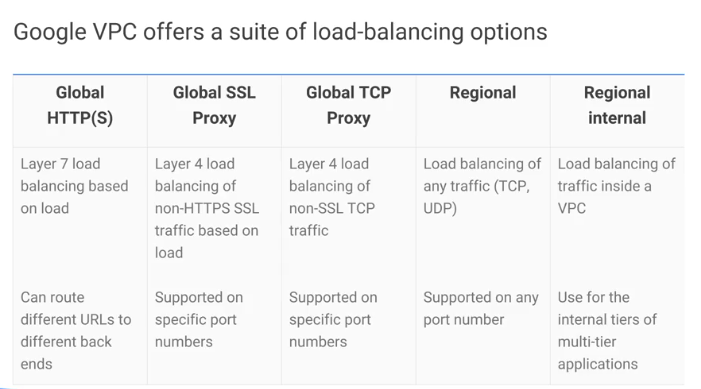 Google VPC offers a suite of load-balancing options
Global
HTTP(S)
Global SSL
Proxy
Global TCP
Proxy
Regional
Regional
internal
Layer 7 load
balancing based
on load
Layer 4 load
balancing of
non-HTTPS SSL
traffic based on
load
Layer 4 load
balancing of
non-SSL TCP
traffic
Load balancing of
any traffic (TCP,
UDP)
Load balancing of
traffic inside a
VPC
Can route
different URLs to
different back
ends
Supported on
specific port
numbers
Supported on
specific port
numbers
Supported on any
port number
Use for the
internal tiers of
multi-tier
applications